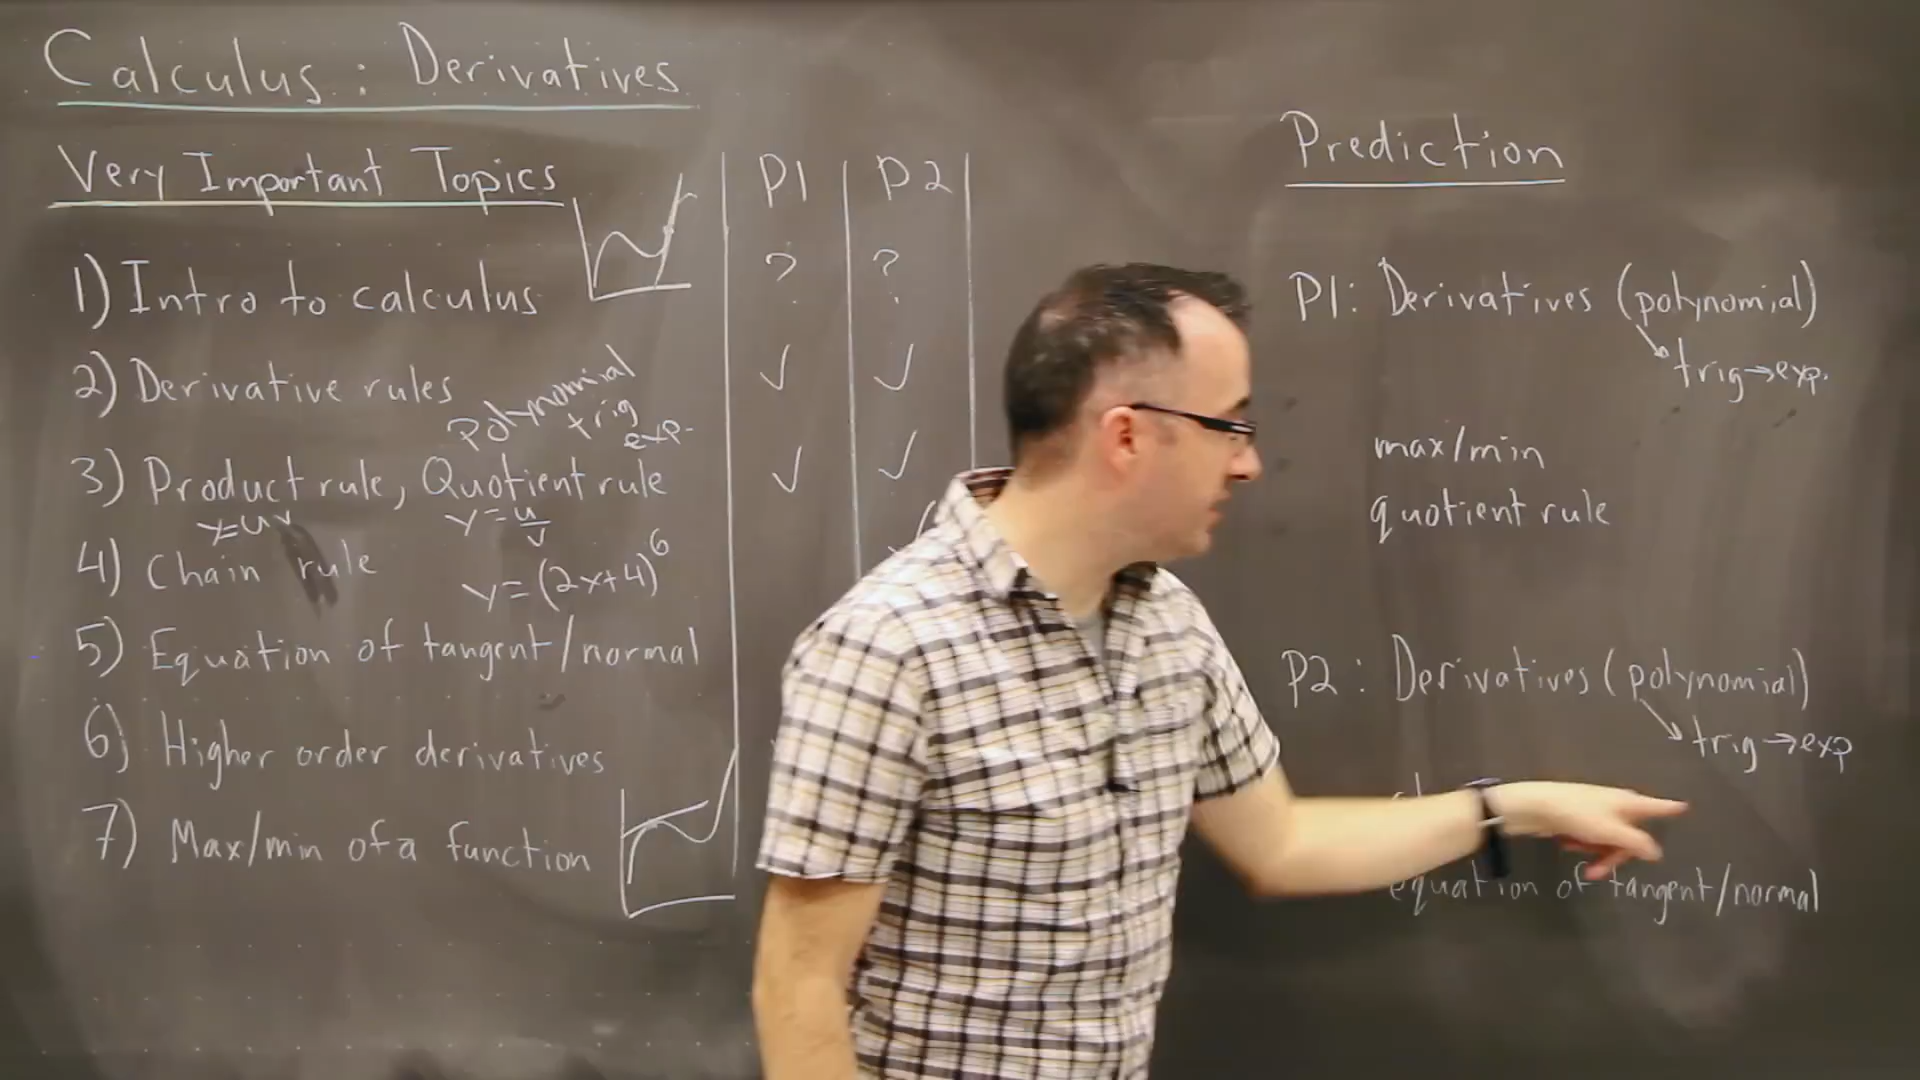 Calculus: Derivatives
Very Important Topics
P1 P2
1) Intro to calculus ? ?
2) Derivative rules ✓ ✓
polynomial
trig
exp.
3) Product rule, Quotient rule ✓ ✓
y=uv y=u/v
4) Chain rule y=(2x+4)^6
5) Equation of tangent/normal
6) Higher order derivatives
7) Max/min of a function
Prediction
P1: Derivatives (polynomial)
trig→exp.
max/min
quotient rule
P2: Derivatives (polynomial)
trig→exp
equation of tangent/normal